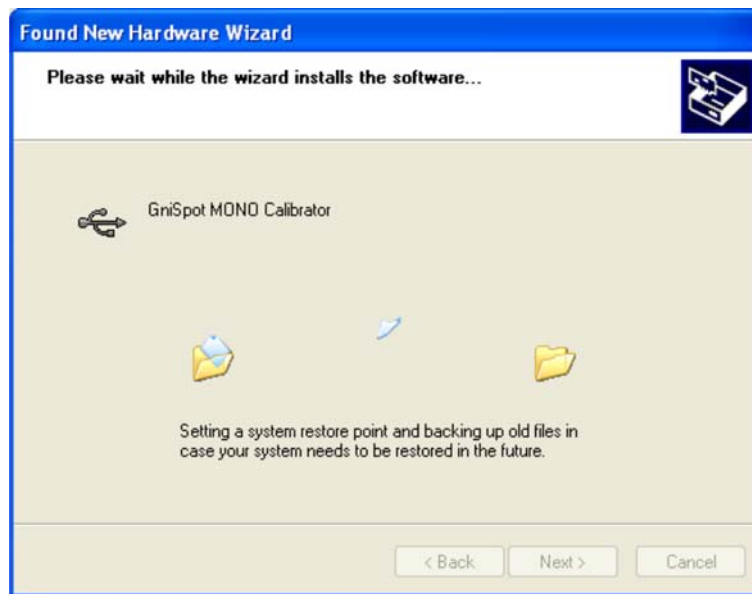 Found New Hardware Wizard
Please wait while the wizard installs the software...
GniSpot MONO Calibrator
Setting a system restore point and backing up old files in
case your system needs to be restored in the future.
< Back Next > Cancel